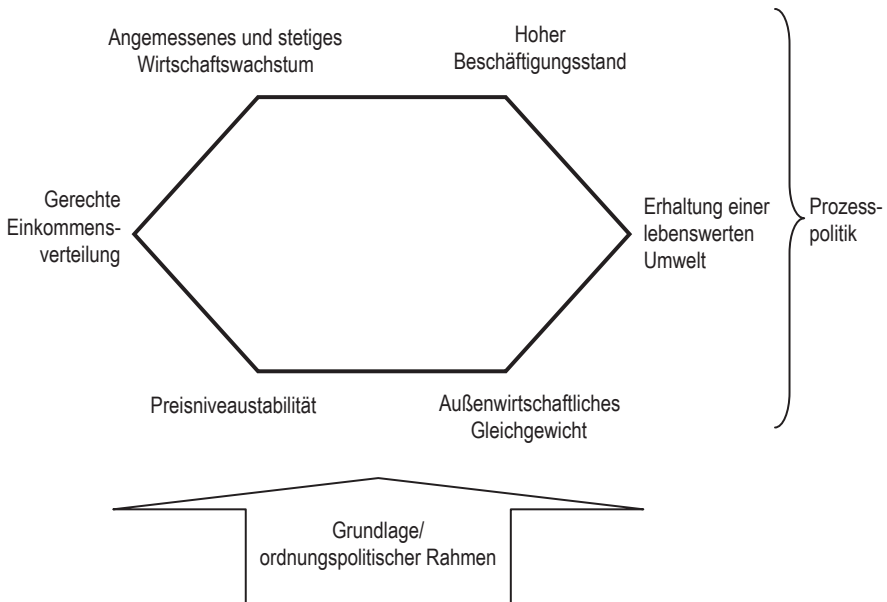 Angemessenes und stetiges
Wirtschaftswachstum
Hoher
Beschäftigungsstand
Gerechte
Einkommens-
verteilung
Erhaltung einer
lebenswerten
Umwelt
Prozess-
politik
Preisniveaustabilität
Außenwirtschaftliches
Gleichgewicht
Grundlage/
ordnungspolitischer Rahmen